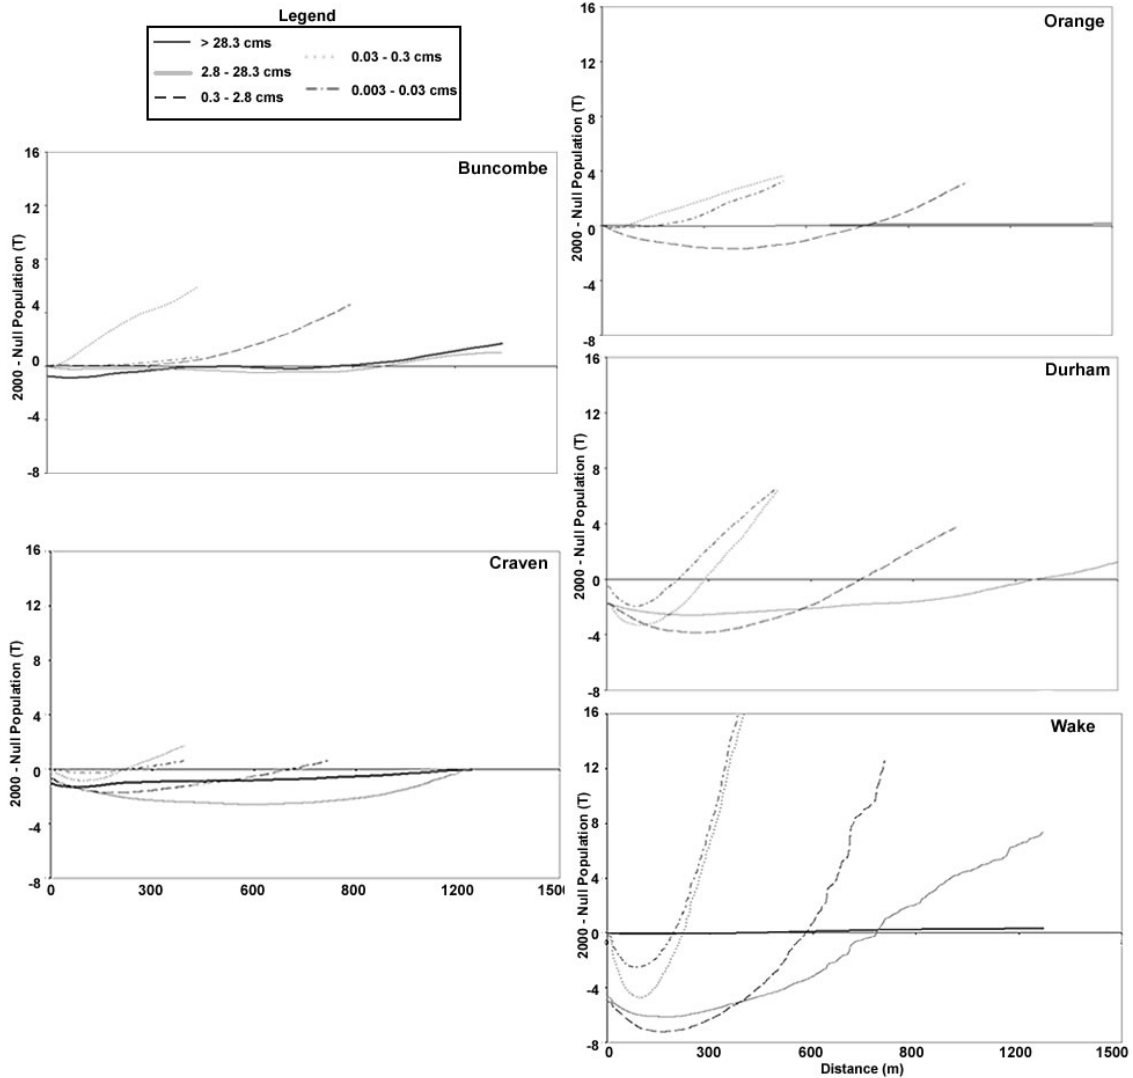 Legend
> 28.3 cms
2.8 - 28.3 cms
0.3 - 2.8 cms
0.03 - 0.3 cms
0.003 - 0.03 cms
Buncombe
2000 - Null Population (T)
16
12
8
4
0
-4
-8
Craven
2000 - Null Population (T)
16
12
8
4
0
-4
-8
0 300 600 800 1200 1500
Orange
2000 - Null Population (T)
16
12
8
4
0
-4
-8
Durham
2000 - Null Population (T)
16
12
8
4
0
-4
-8
Wake
2000 - Null Population (T)
16
12
8
4
0
-4
-8
0 300 600 800 1200 1500
Distance (m)